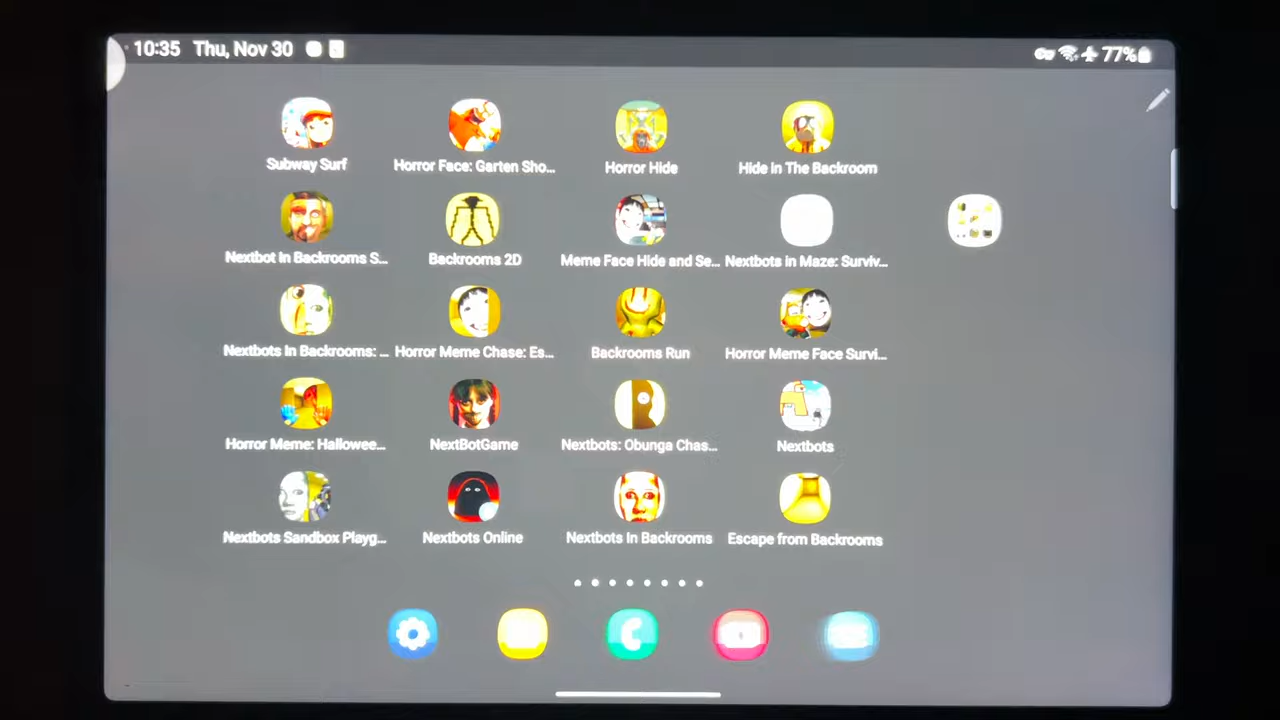 10:35 Thu, Nov 30
77%
Subway Surf
Horror Face: Garten Sho...
Horror Hide
Hide in The Backroom
Nextbot In Backrooms S...
Backrooms 2D
Meme Face Hide and Se...
Nextbots in Maze: Surviv...
Nextbots In Backrooms: ...
Horror Meme Chase: Es...
Backrooms Run
Horror Meme Face Survi...
Horror Meme: Hallowee...
NextBotGame
Nextbots: Obunga Chas...
Nextbots
Nextbots Sandbox Playg...
Nextbots Online
Nextbots In Backrooms
Escape from Backrooms